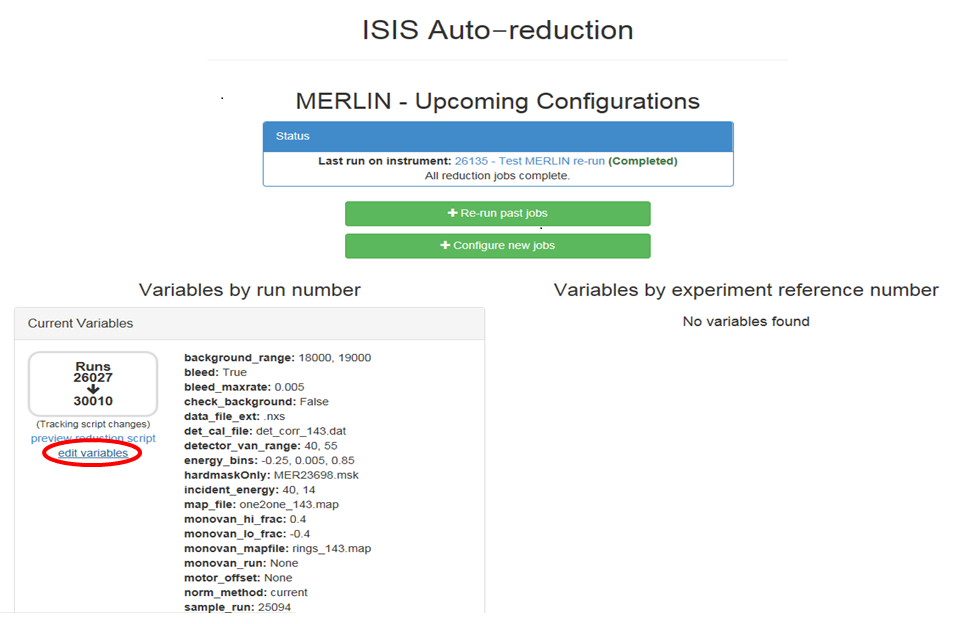 ISIS Auto−reduction
MERLIN - Upcoming Configurations
Status
Last run on instrument: 26135 - Test MERLIN re-run (Completed)
All reduction jobs complete.
+ Re-run past jobs
+ Configure new jobs
Variables by run number
Current Variables
Runs
26027
30010
(Tracking script changes)
preview reduction script
edit variables
background_range: 18000, 19000
bleed: True
bleed_maxrate: 0.005
check_background: False
data_file_ext: .nxs
det_cal_file: det_corr_143.dat
detector_van_range: 40, 55
energy_bins: -0.25, 0.005, 0.85
hardmaskOnly: MER23698.msk
incident_energy: 40, 14
map_file: one2one_143.map
monovan_hi_frac: 0.4
monovan_lo_frac: -0.4
monovan_mapfile: rings_143.map
monovan_run: None
motor_offset: None
norm_method: current
sample_run: 25094
Variables by experiment reference number
No variables found